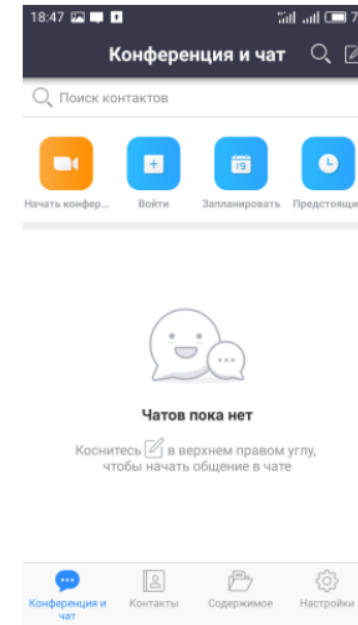 18:47
Конференция и чат
Поиск контактов
19
Начать конфер... Войти Запланировать Предстоящи
Чатов пока нет
Коснитесь в верхнем правом углу,
чтобы начать общение в чате
Конференция и чат Контакты Содержимое Настройки